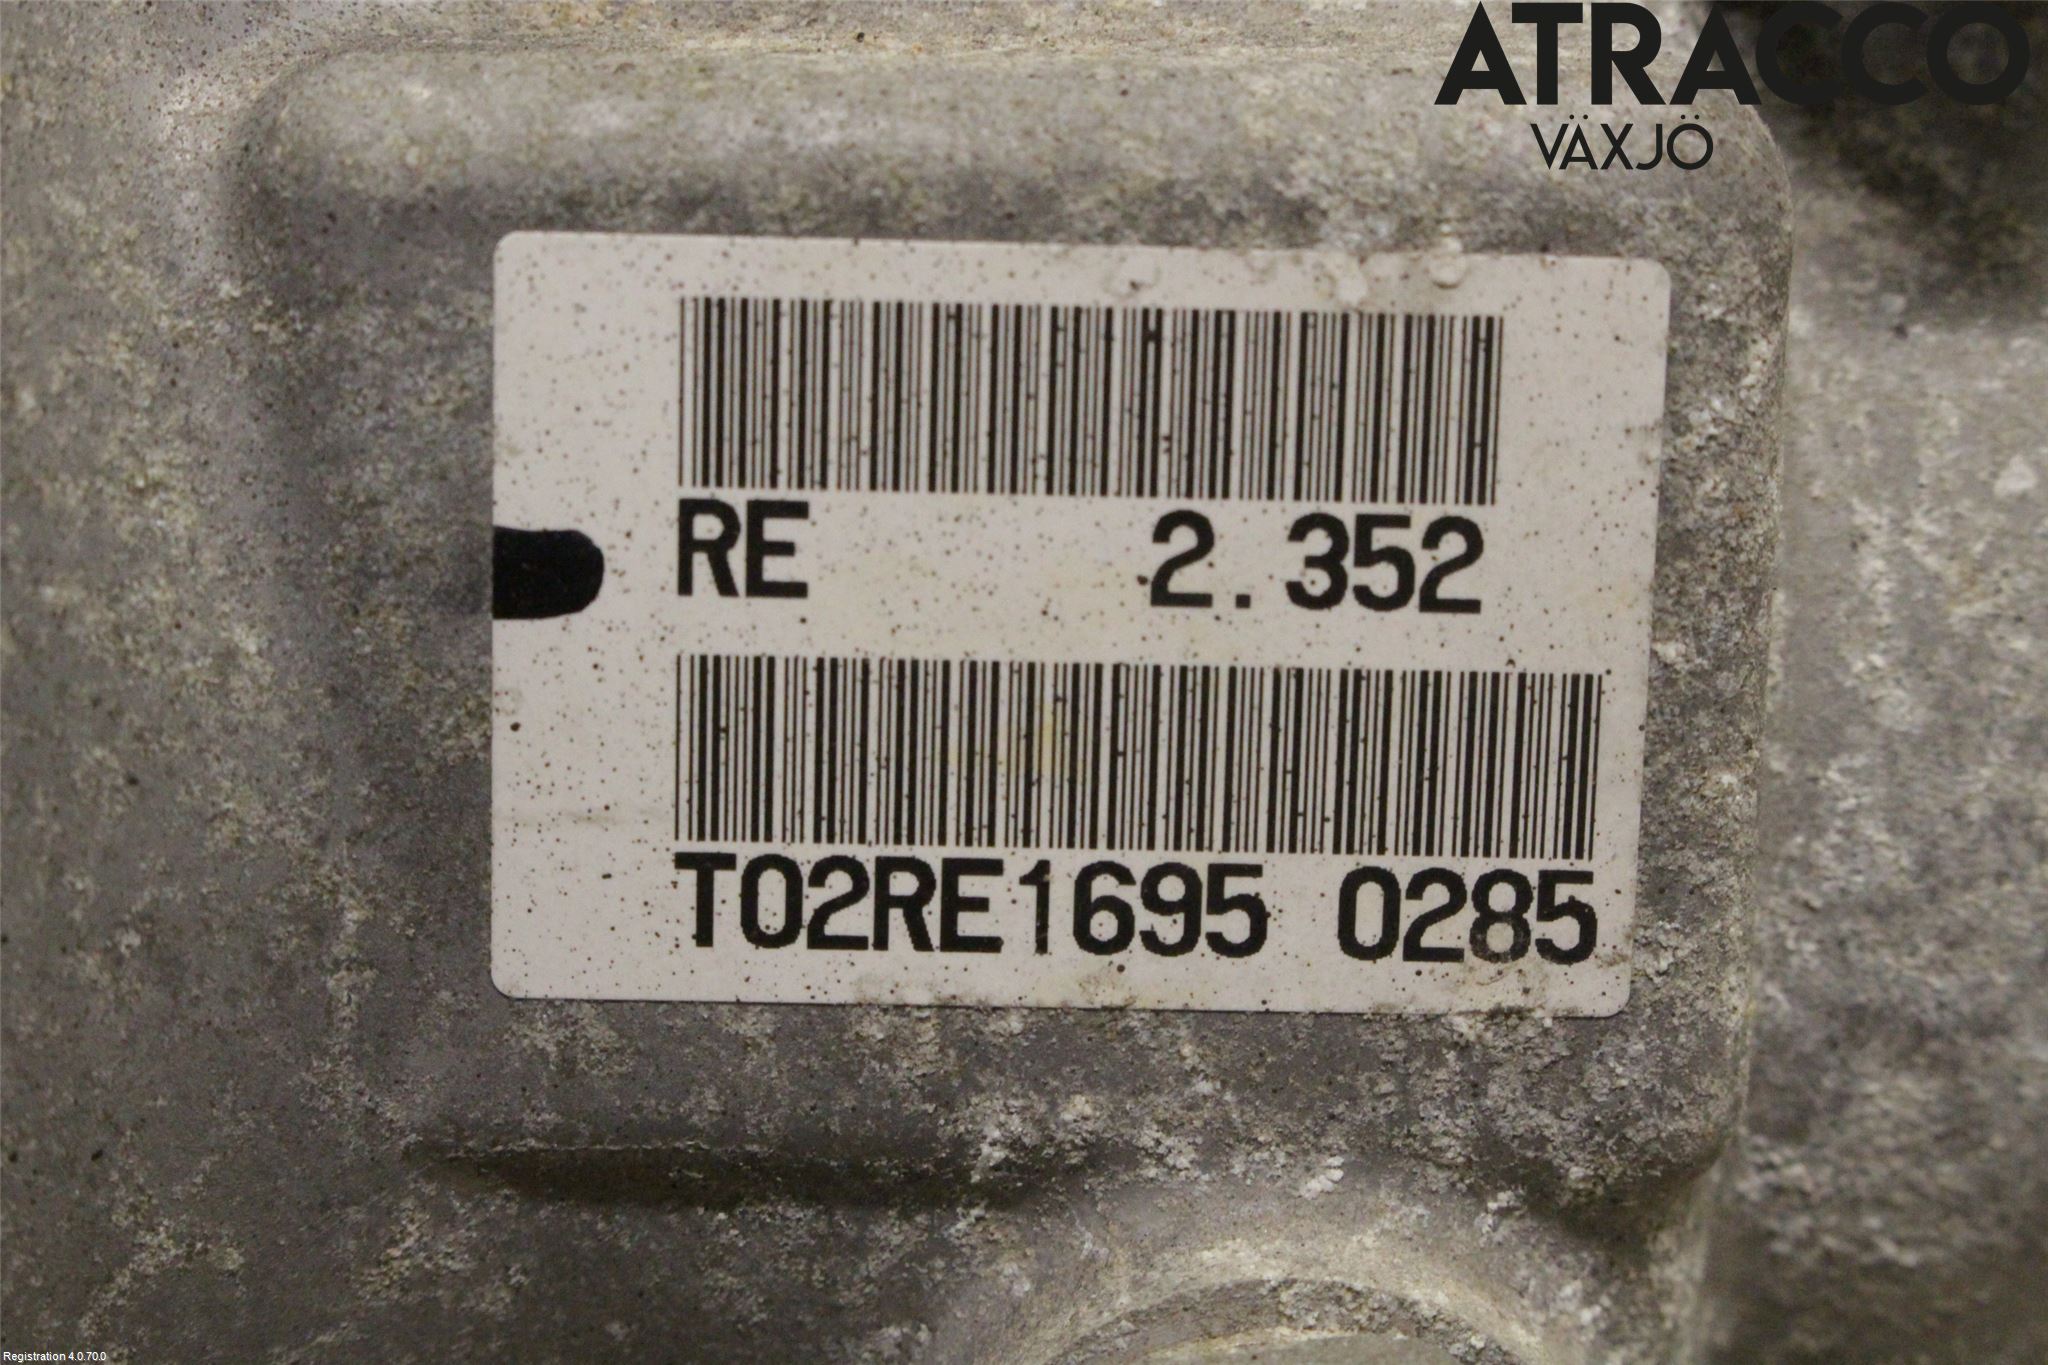 ATRACCO
VÄXJÖ
RE 2.352
T02RE1695 0285
Registration 4.0.70.0